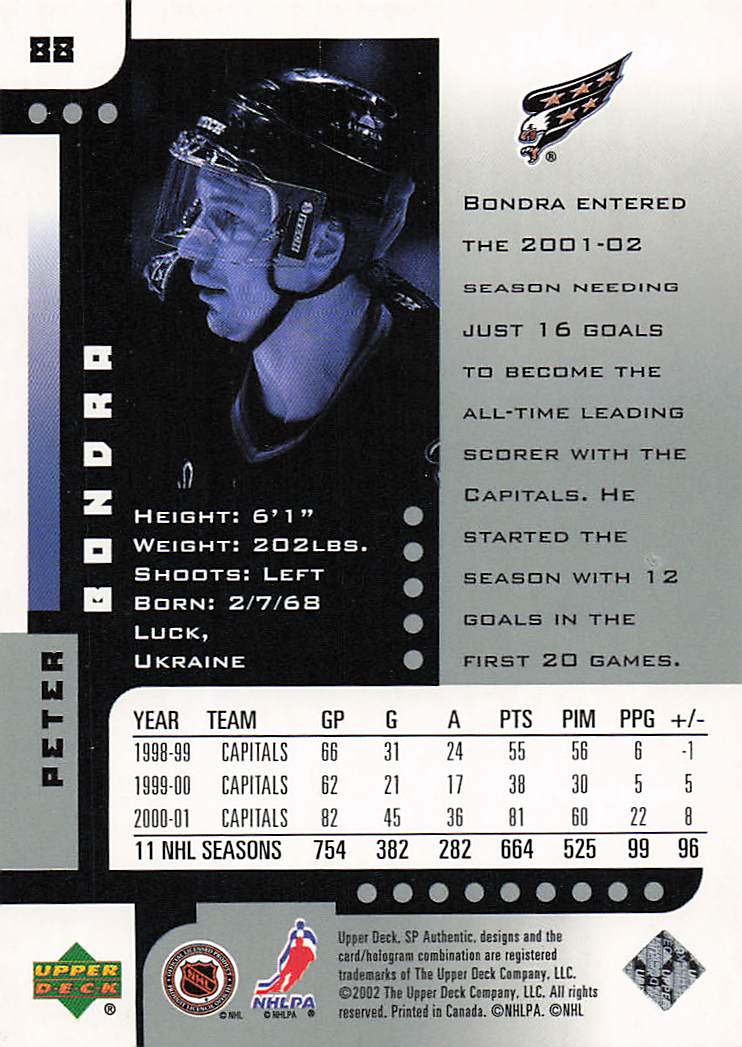 88
PETER BONDRA
BONDRA ENTERED
THE 2001-02
SEASON NEEDING
JUST 16 GOALS
TO BECOME THE
ALL-TIME LEADING
SCORER WITH THE
CAPITALS. HE
STARTED THE
SEASON WITH 12
GOALS IN THE
FIRST 20 GAMES.
HEIGHT: 6'1"
WEIGHT: 202LBS.
SHOOTS: LEFT
BORN: 2/7/68
LUCK,
UKRAINE
YEAR TEAM GP G A PTS PIM PPG +/-
1998-99 CAPITALS 66 31 24 55 56 6 -1
1999-00 CAPITALS 62 21 17 38 30 5 5
2000-01 CAPITALS 82 45 36 81 60 22 8
11 NHL SEASONS 754 382 282 664 525 99 96
UPPER
DECK
®
NHL
©NHL
NHLPA
©NHLPA ®
Upper Deck, SP Authentic, designs and the
card/hologram combination are registered
trademarks of The Upper Deck Company, LLC.
©2002 The Upper Deck Company, LLC. All rights
reserved. Printed in Canada. ©NHLPA. ©NHL